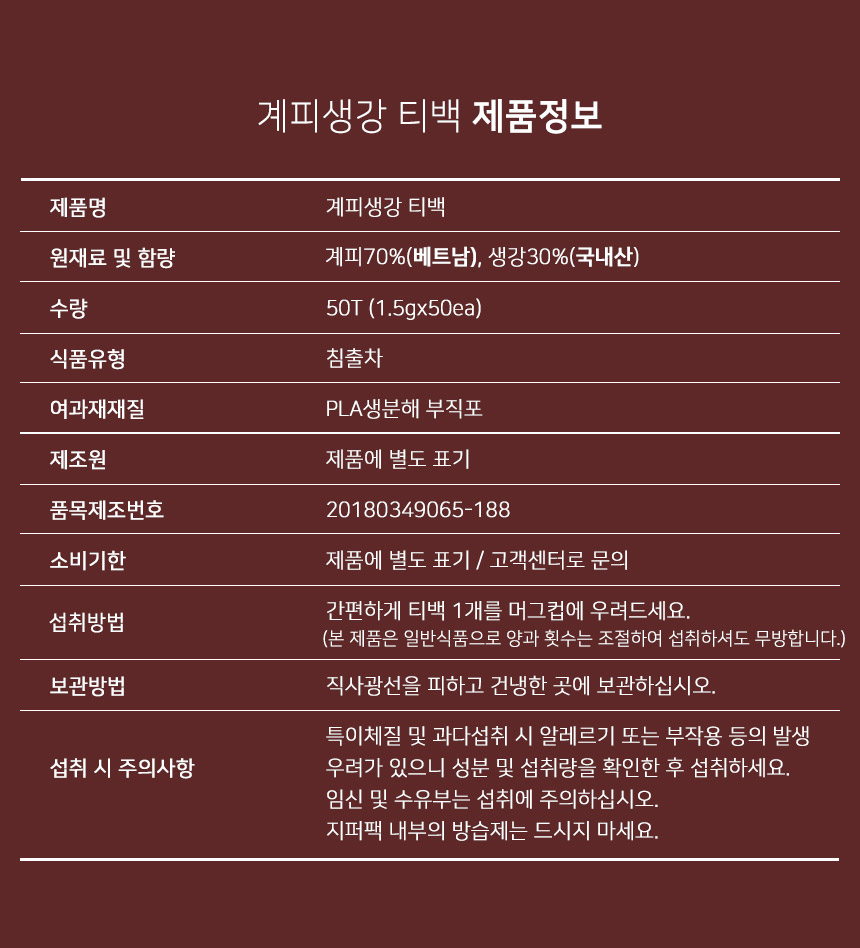 계피생강 티백 제품정보
제품명 계피생강 티백
원재료 및 함량 계피70%(베트남), 생강30%(국내산)
수량 50T (1.5gx50ea)
식품유형 침출차
여과재재질 PLA생분해 부직포
제조원 제품에 별도 표기
품목제조번호 20180349065-188
소비기한 제품에 별도 표기 / 고객센터로 문의
섭취방법 간편하게 티백 1개를 머그컵에 우려드세요.
(본 제품은 일반식품으로 양과 횟수는 조절하여 섭취하셔도 무방합니다.)
보관방법 직사광선을 피하고 건냉한 곳에 보관하십시오.
섭취 시 주의사항 특이체질 및 과다섭취 시 알레르기 또는 부작용 등의 발생
우려가 있으니 성분 및 섭취량을 확인한 후 섭취하세요.
임신 및 수유부는 섭취에 주의하십시오.
지퍼팩 내부의 방습제는 드시지 마세요.